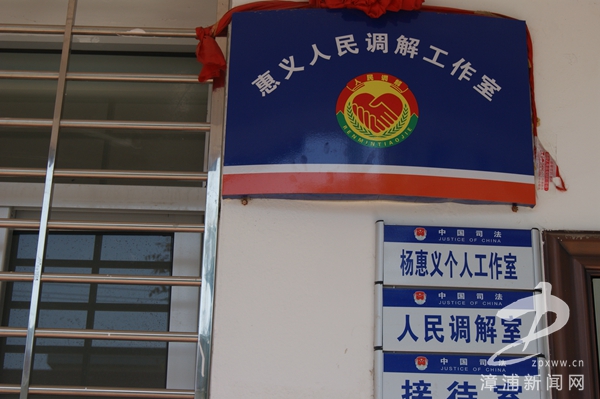 惠义人民调解工作室
人民调解
RENMINTIAOJIE
中国司法
JUSTICE OF CHINA
杨惠义个人工作室
中国司法
JUSTICE OF CHINA
人民调解室
中国司法
JUSTICE OF CHINA
接待室
zpxww.cn
漳浦新闻网